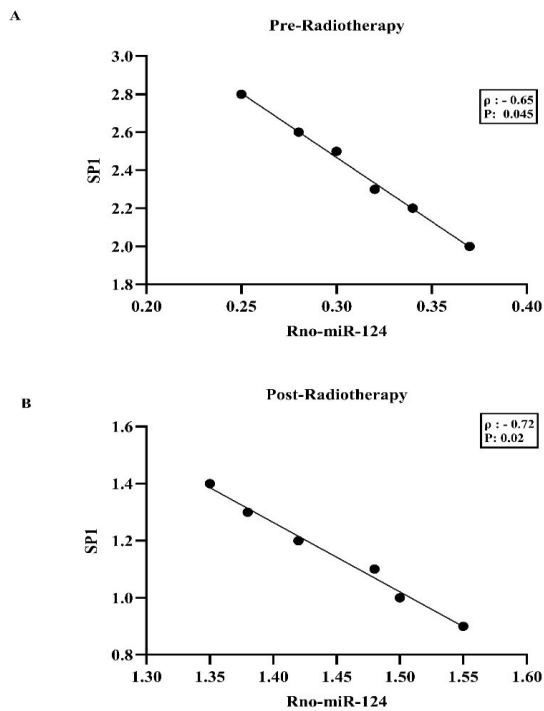 A
Pre-Radiotherapy
3.0
2.8
2.6
2.4
2.2
2.0
1.8
SP1
ρ : - 0.65
P: 0.045
0.20 0.25 0.30 0.35 0.40
Rno-miR-124
B
Post-Radiotherapy
1.6
1.4
1.2
1.0
0.8
SP1
ρ : - 0.72
P: 0.02
1.30 1.35 1.40 1.45 1.50 1.55 1.60
Rno-miR-124